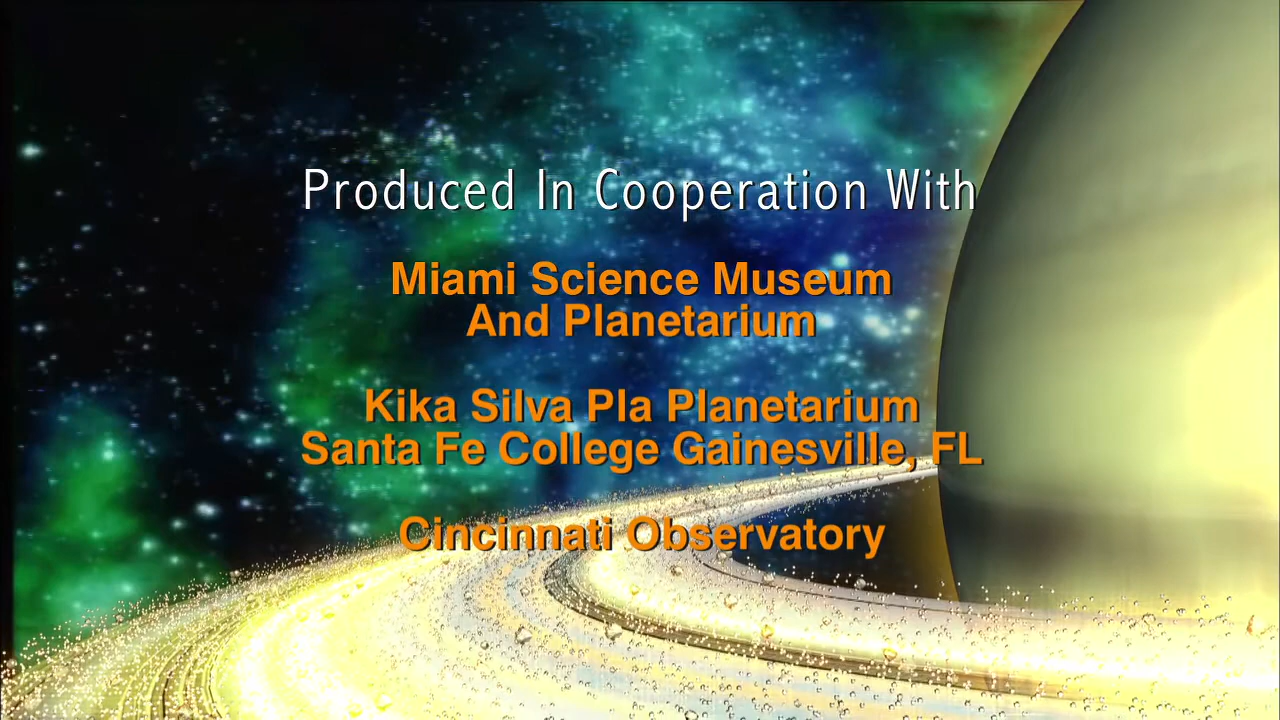 Produced In Cooperation With
Miami Science Museum
And Planetarium
Kika Silva Pla Planetarium
Santa Fe College Gainesville, FL
Cincinnati Observatory